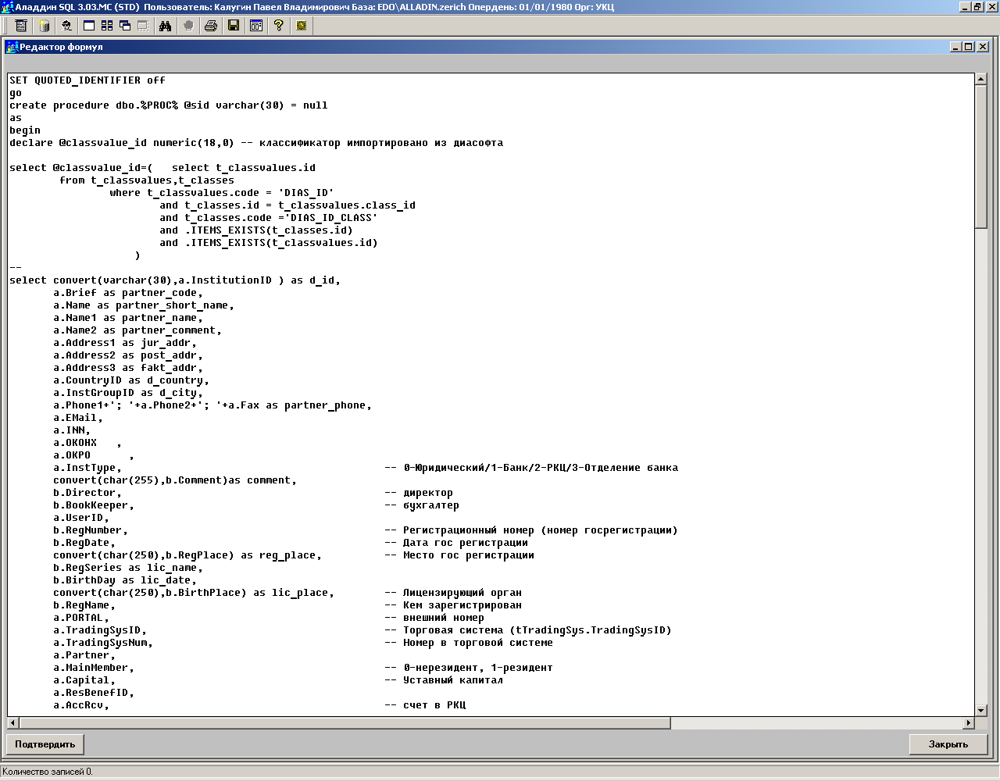 Аладдин SQL 3.03.MC (STD)  Пользователь: Калугин Павел Владимирович База: EDO\ALLADIN.zerich Опердень: 01/01/1980 Орг: УКЦ
Редактор формул
SET QUOTED_IDENTIFIER off
go
create procedure dbo.%PROC% @sid varchar(30) = null
as
begin
declare @classvalue_id numeric(18,0) -- классификатор импортировано из диасофта
select @classvalue_id=(   select t_classvalues.id
from t_classvalues,t_classes
where t_classvalues.code = 'DIAS_ID'
and t_classes.id = t_classvalues.class_id
and t_classes.code ='DIAS_ID_CLASS'
and .ITEMS_EXISTS(t_classes.id)
and .ITEMS_EXISTS(t_classvalues.id)
)
--
select convert(varchar(30),a.InstitutionID ) as d_id,
a.Brief as partner_code,
a.Name as partner_short_name,
a.Name1 as partner_name,
a.Name2 as partner_comment,
a.Address1 as jur_addr,
a.Address2 as post_addr,
a.Address3 as fakt_addr,
a.CountryID as d_country,
a.InstGroupID as d_city,
a.Phone1+'; '+a.Phone2+'; '+a.Fax as partner_phone,
a.EMail,
a.INN,
a.OKOHX   ,
a.OKPO      ,
a.InstType, -- 0-Юридический/1-Банк/2-РКЦ/3-Отделение банка
convert(char(255),b.Comment)as comment,
b.Director, -- директор
b.BookKeeper, -- бухгалтер
a.UserID,
b.RegNumber, -- Регистрационный номер (номер госрегистрации)
b.RegDate, -- Дата гос регистрации
convert(char(250),b.RegPlace) as reg_place, -- Место гос регистрации
b.RegSeries as lic_name,
b.BirthDay as lic_date,
convert(char(250),b.BirthPlace) as lic_place, -- Лицензирующий орган
b.RegName, -- Кем зарегистрирован
a.PORTAL, -- внешний номер
a.TradingSysID, -- Торговая система (tTradingSys.TradingSysID)
a.TradingSysNum, -- Номер в торговой системе
a.Partner,
a.MainMember, -- 0-нерезидент, 1-резидент
a.Capital, -- Уставный капитал
a.ResBenefID,
a.AccRcv, -- счет в РКЦ
Подтвердить Закрыть
Количество записей 0.